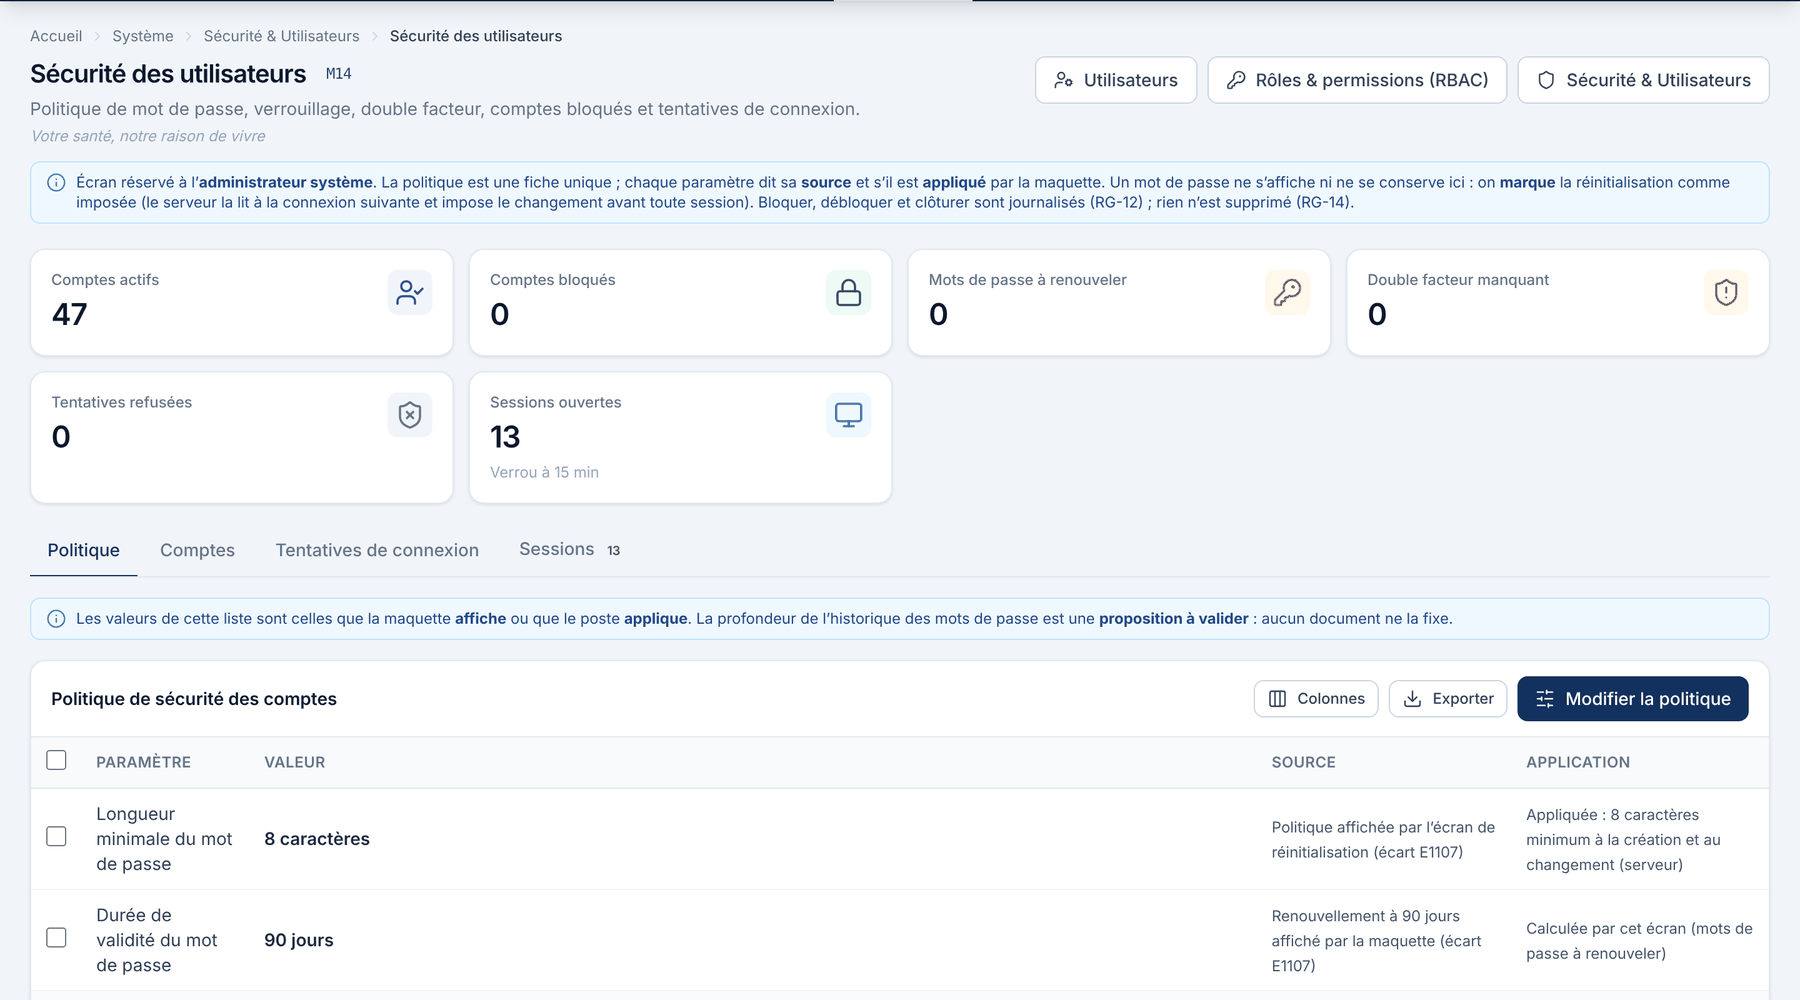 Accueil > Système > Sécurité & Utilisateurs > Sécurité des utilisateurs
Sécurité des utilisateurs M14
Utilisateurs
Rôles & permissions (RBAC)
Sécurité & Utilisateurs
Politique de mot de passe, verrouillage, double facteur, comptes bloqués et tentatives de connexion.
Votre santé, notre raison de vivre
Écran réservé à l’administrateur système. La politique est une fiche unique ; chaque paramètre dit sa source et s’il est appliqué par la maquette. Un mot de passe ne s’affiche ni ne se conserve ici : on marque la réinitialisation comme
imposée (le serveur la lit à la connexion suivante et impose le changement avant toute session). Bloquer, débloquer et clôturer sont journalisés (RG-12) ; rien n’est supprimé (RG-14).
Comptes actifs
47
Comptes bloqués
0
Mots de passe à renouveler
0
Double facteur manquant
0
Tentatives refusées
0
Sessions ouvertes
13
Verrou à 15 min
Politique
Comptes
Tentatives de connexion
Sessions 13
Les valeurs de cette liste sont celles que la maquette affiche ou que le poste applique. La profondeur de l’historique des mots de passe est une proposition à valider : aucun document ne la fixe.
Politique de sécurité des comptes
Colonnes
Exporter
Modifier la politique
PARAMÈTRE
VALEUR
SOURCE
APPLICATION
Longueur
minimale du mot
de passe
8 caractères
Politique affichée par l’écran de
réinitialisation (écart E1107)
Appliquée : 8 caractères
minimum à la création et au
changement (serveur)
Durée de
validité du mot
de passe
90 jours
Renouvellement à 90 jours
affiché par la maquette (écart
E1107)
Calculée par cet écran (mots de
passe à renouveler)